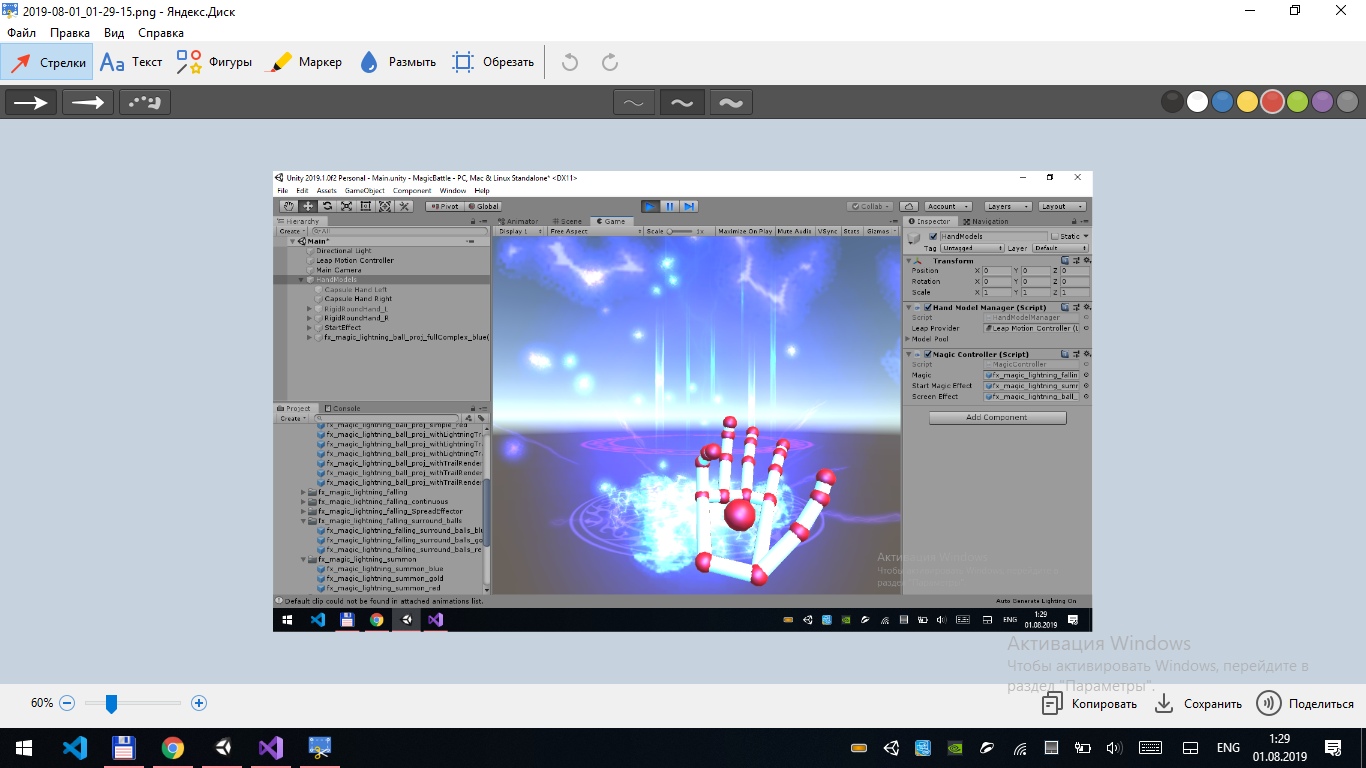 2019-08-01_01-29-15.png - Яндекс.Диск
Файл Правка Вид Справка
Стрелки Текст Фигуры Маркер Размыть Обрезать
Unity 2019.1.0f2 Personal - Main.unity - MagicBattle - PC, Mac & Linux Standalone* <DX11>
File Edit Assets GameObject Component Window Help
Pivot Global Collab Account Layers Layout
Hierarchy Animator Scene Game Inspector Navigation
Create All
Display 1 Free Aspect Scale 1x Maximize On Play Mute Audio VSync Stats Gizmos
Main*
Directional Light
Leap Motion Controller
Main Camera
HandModels
Capsule Hand Left
Capsule Hand Right
RigidRoundHand_L
RigidRoundHand_R
StartEffect
fx_magic_lightning_ball_proj_fullComplex_blue(
HandModels Static
Tag Untagged Layer Default
Transform
Position X 0 Y 0 Z 0
Rotation X 0 Y 0 Z 0
Scale X 1 Y 1 Z 1
Hand Model Manager (Script)
Script HandModelManager
Leap Provider Leap Motion Controller (L
Model Pool
Magic Controller (Script)
Script MagicController
Magic fx_magic_lightning_fallin
Start Magic Effect fx_magic_lightning_sumr
Screen Effect fx_magic_lightning_ball_
Add Component
Project Console
Create
fx_magic_lightning_ball_proj_simple_red
fx_magic_lightning_ball_proj_withLightningTr
fx_magic_lightning_ball_proj_withLightningTr
fx_magic_lightning_ball_proj_withLightningTr
fx_magic_lightning_ball_proj_withTrailRender
fx_magic_lightning_ball_proj_withTrailRender
fx_magic_lightning_ball_proj_withTrailRender
fx_magic_lightning_falling
fx_magic_lightning_falling_continuous
fx_magic_lightning_falling_SpreadEffector
fx_magic_lightning_falling_surround_balls
fx_magic_lightning_falling_surround_balls_blu
fx_magic_lightning_falling_surround_balls_go
fx_magic_lightning_falling_surround_balls_re
fx_magic_lightning_summon
fx_magic_lightning_summon_blue
fx_magic_lightning_summon_gold
fx_magic_lightning_summon_red
Активация Windows
Default clip could not be found in attached animations list.
Auto Generate Lighting On
ENG 1:29
01.08.2019
Активация Windows
Чтобы активировать Windows, перейдите в
раздел "Параметры".
60% Копировать Сохранить Поделиться
ENG 1:29
01.08.2019